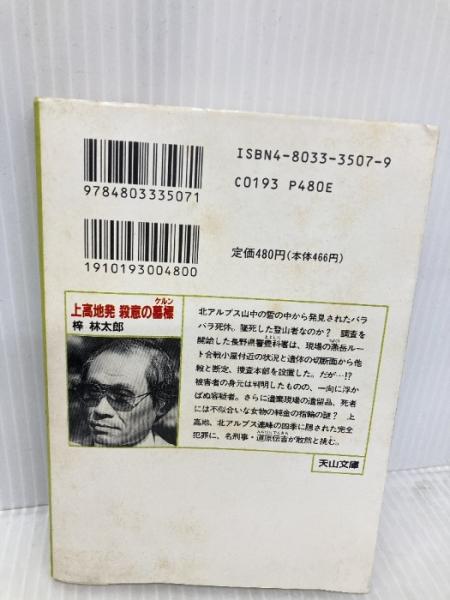 ISBN4-8033-3507-9
9784803335071
C0193 P480E
定価480円(本体466円)
1910193004800
上高地発 殺意の墓標
ケルン
梓 林太郎
北アルプス山中の雪の中から発見されたバラ
バラ死体。墜死した登山者なのか? 調査を
開始した長野県警豊科署は、現場の燕岳ルー
ト合戦小屋付近の状況と遺体の切断面から他
殺と断定、捜査本部を設置した。だが…!?
被害者の身元は判明したものの、一向に浮か
ばぬ容疑者。さらに遺棄現場の遺留品、死者
には不似合いな女物の純金の指輪の謎? 上
高地、北アルプス連峰の四季に隠された完全
犯罪に、名刑事・道原伝吉が敢然と挑む。
天山文庫